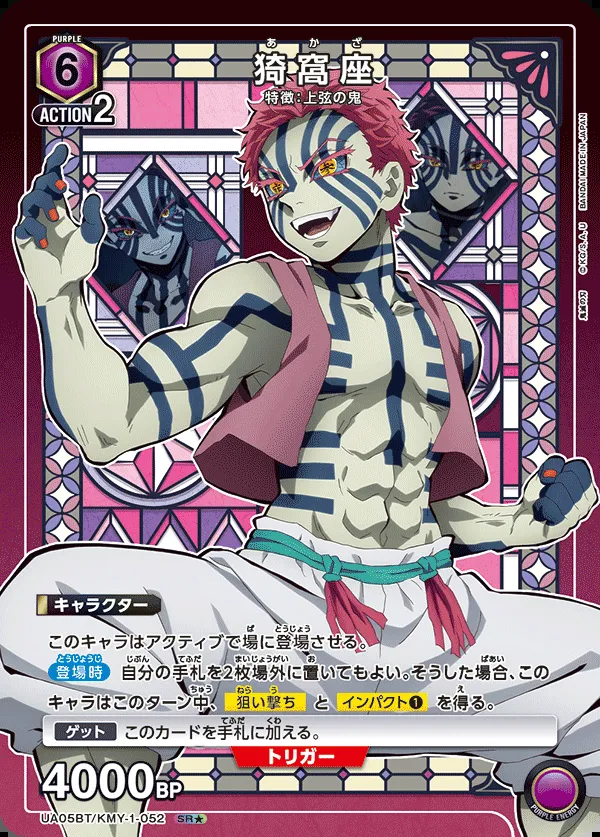 PURPLE
6
ACTION2
あかざ
猗窩座
特徴：上弦の鬼
©KG/S,A,U BANDAI MADE IN JAPAN
鬼滅の刃
キャラクター
このキャラはアクティブで場に登場させる。
登場時 自分の手札を2枚場外に置いてもよい。そうした場合、この
キャラはこのターン中、 狙い撃ち と インパクト❶ を得る。
ゲット このカードを手札に加える。
トリガー
4000BP
UA05BT/KMY-1-052 SR★
PURPLE ENERGY